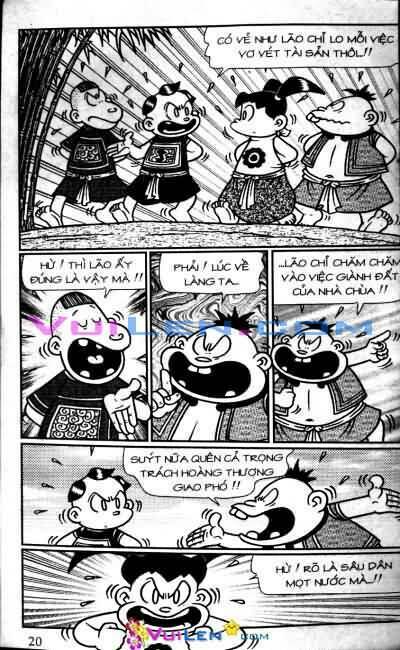 CÓ VẺ NHƯ LÃO CHỈ LO MỖI VIỆC
VƠ VÉT TÀI SẢN THÔI..!!
HỪ ! THÌ LÃO ẤY
ĐÚNG LÀ VẬY MÀ !!
PHẢI ! LÚC VỀ
LÀNG TA...
...LÃO CHỈ CHĂM CHĂM
VÀO VIỆC GIÀNH ĐẤT
CỦA NHÀ CHÙA !!
VUILEN.COM
SUÝT NỮA QUÊN CẢ TRỌNG
TRÁCH HOÀNG THƯỢNG
GIAO PHÓ !!
HỪ ! RÕ LÀ SÂU DÂN
MỌT NƯỚC MÀ..!!
20
VUILEN
.COM